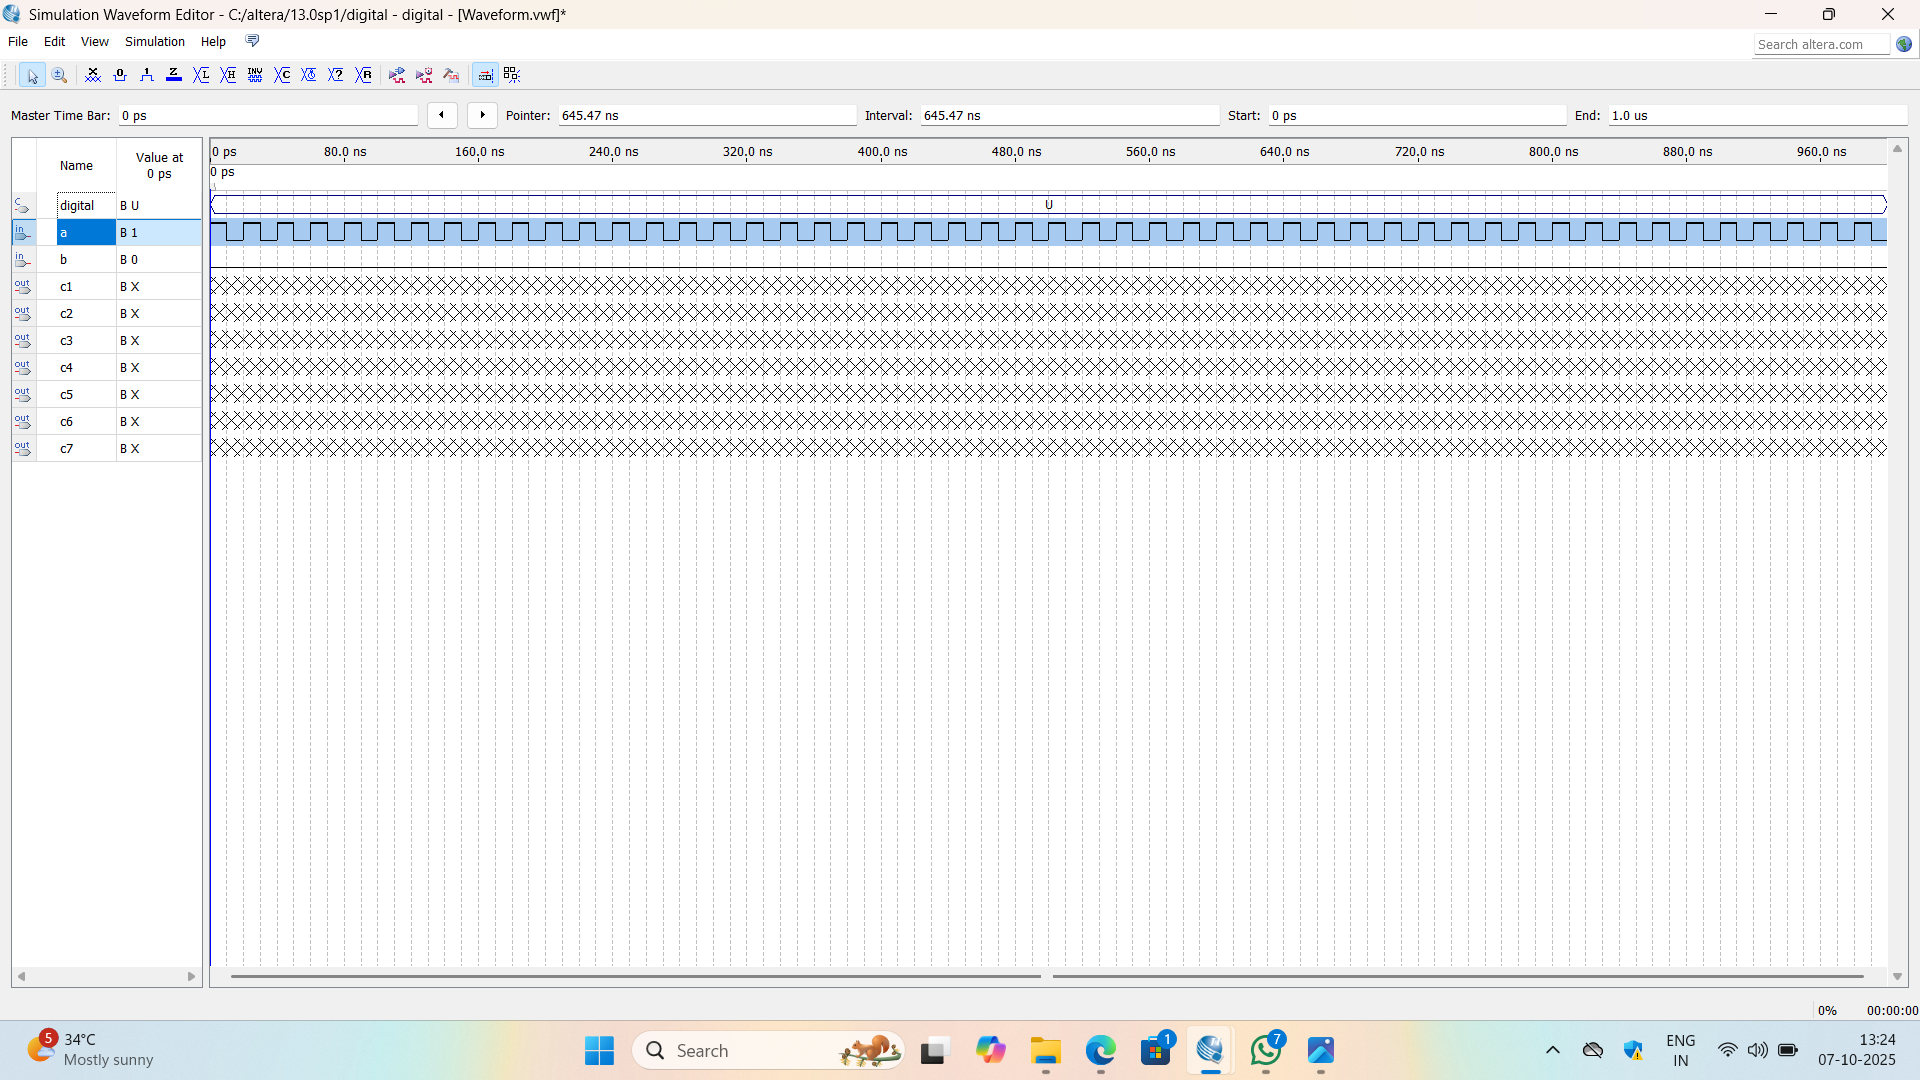 Simulation Waveform Editor - C:/altera/13.0sp1/digital - digital - [Waveform.vwf]*
File Edit View Simulation Help
Search altera.com
Master Time Bar: 0 ps Pointer: 645.47 ns Interval: 645.47 ns Start: 0 ps End: 1.0 us
Name Value at 0 ps
0 ps 80.0 ns 160.0 ns 240.0 ns 320.0 ns 400.0 ns 480.0 ns 560.0 ns 640.0 ns 720.0 ns 800.0 ns 880.0 ns 960.0 ns
0 ps
digital B U U
in a B 1
in b B 0
out c1 B X
out c2 B X
out c3 B X
out c4 B X
out c5 B X
out c6 B X
out c7 B X
0% 00:00:00
5 34°C
Mostly sunny
Search
1
7
ENG
IN
13:24
07-10-2025